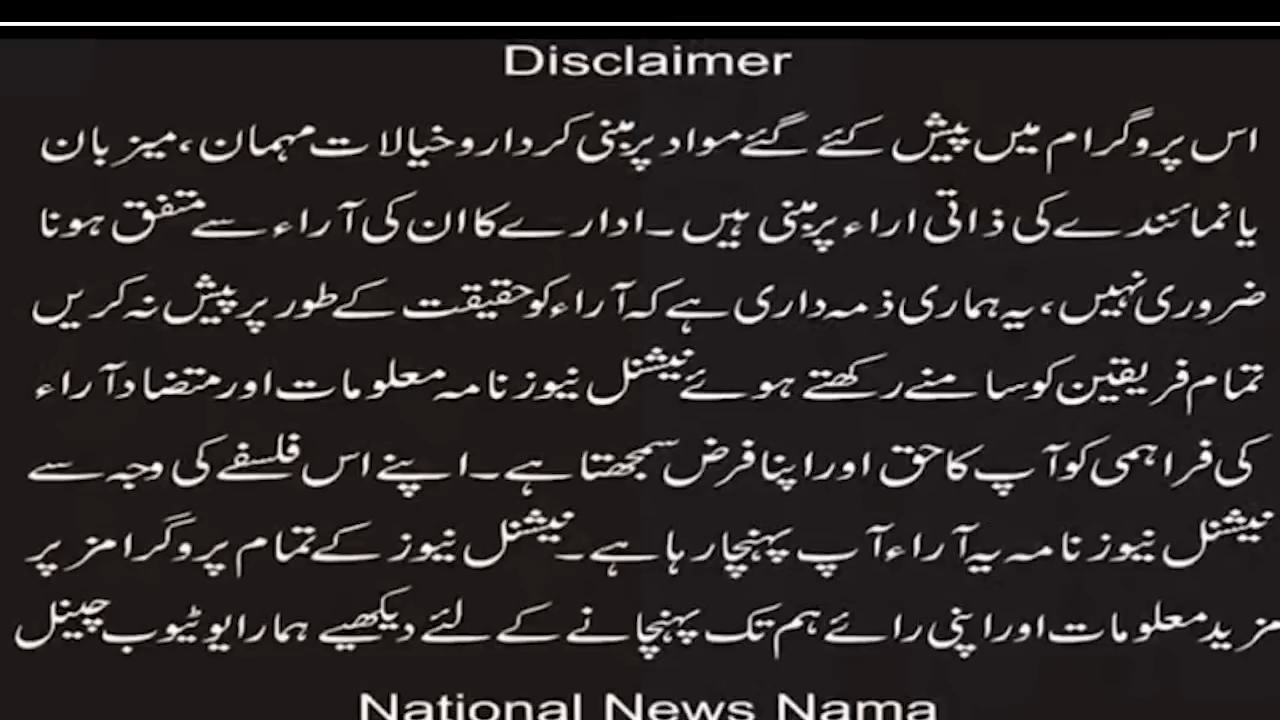 Disclaimer
اس پروگرام میں پیش کئے گئے مواد پر مبنی کردار و خیالات مہمان، میزبان
یا نمائندے کی ذاتی اراء پر مبنی ہیں۔ ادارے کا ان کی آراء سے متفق ہونا
ضروری نہیں، یہ ہماری ذمہ داری ہے کہ آراء کو حقیقت کے طور پر پیش نہ کریں
تمام فریقین کو سامنے رکھتے ہوئے نیشنل نیوز نامہ معلومات اور متضاد آراء
کی فراہمی کو آپ کا حق اور اپنا فرض سمجھتا ہے۔ اپنے اس فلسفے کی وجہ سے
نیشنل نیوز نامہ یہ آراء آپ پہنچا رہا ہے۔ نیشنل نیوز کے تمام پروگرامز پر
مزید معلومات اور اپنی رائے ہم تک پہنچانے کے لئے دیکھیے ہمارا یوٹیوب چینل
National News Nama